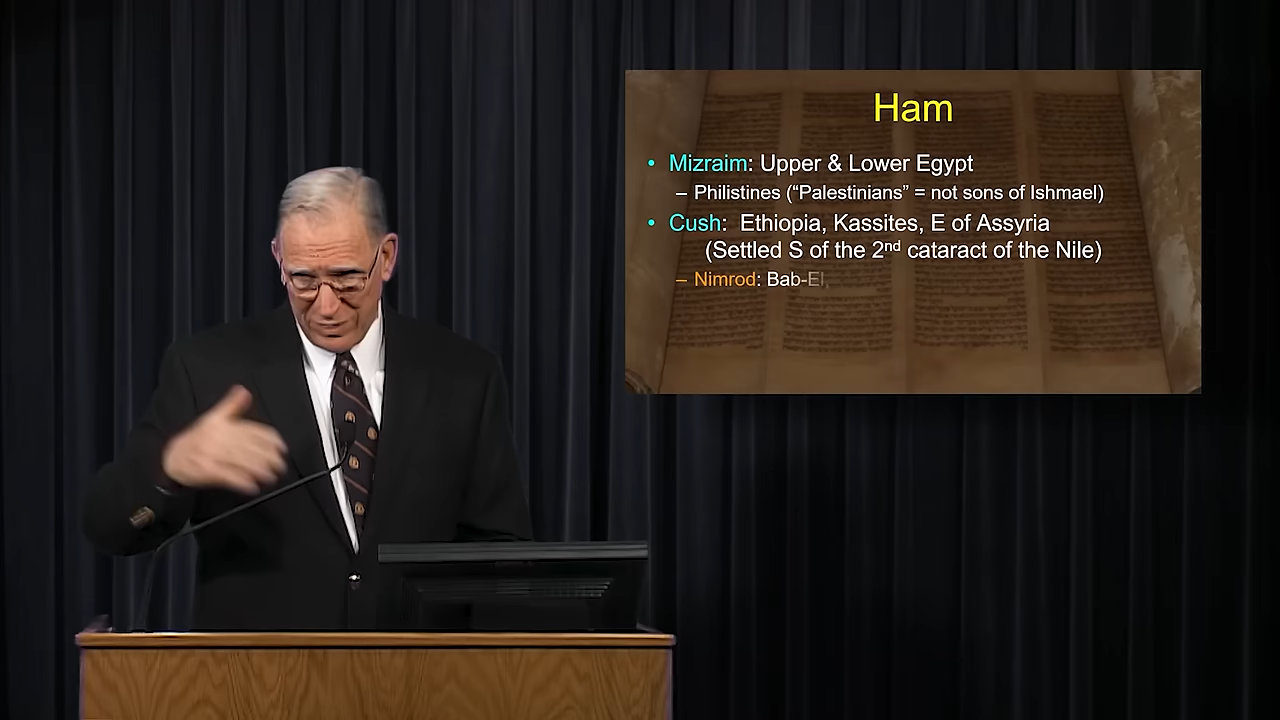 Ham
• Mizraim: Upper & Lower Egypt
– Philistines (“Palestinians” = not sons of Ishmael)
• Cush: Ethiopia, Kassites, E of Assyria
(Settled S of the 2nd cataract of the Nile)
– Nimrod: Bab-El,